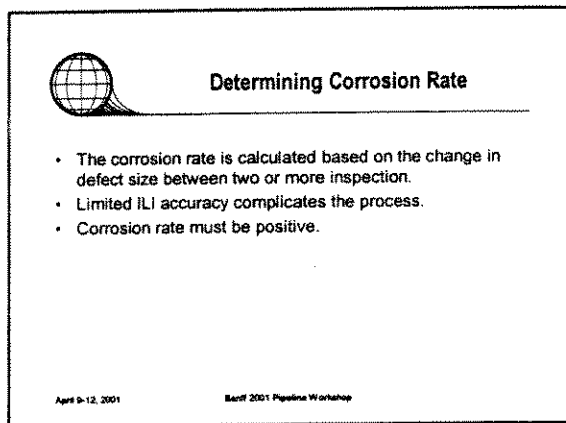 Determining Corrosion Rate
• The corrosion rate is calculated based on the change in
defect size between two or more inspection.
• Limited ILI accuracy complicates the process.
• Corrosion rate must be positive.
April 9-12, 2001
Banff 2001 Pipeline Workshop